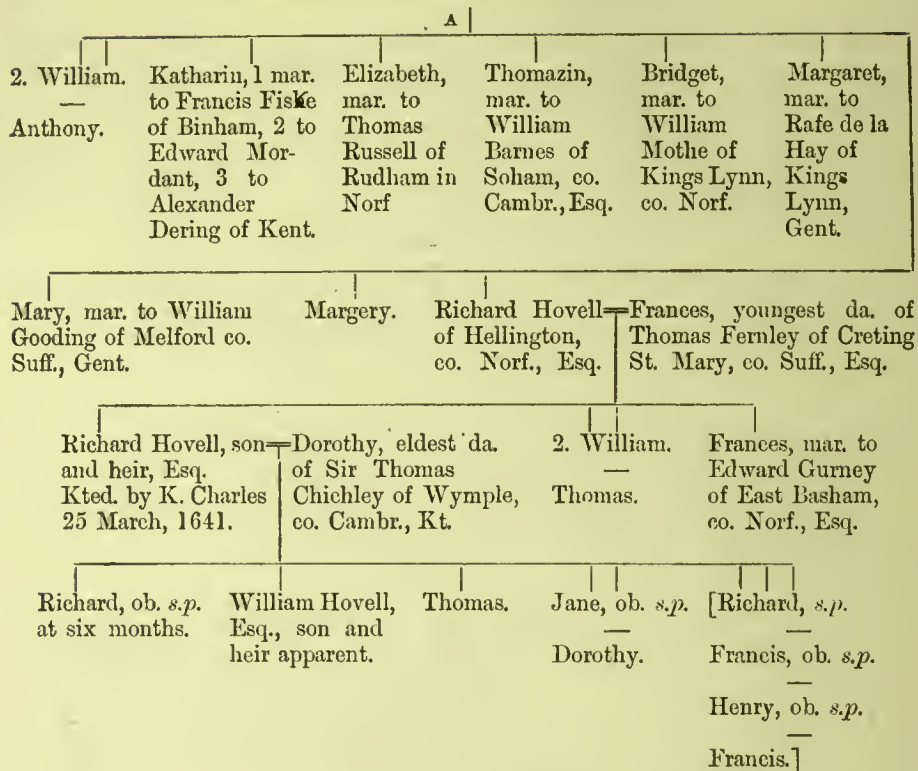 A
2. William.
—
Anthony.
Katharin, 1 mar.
to Francis Fiske
of Binham, 2 to
Edward Mor-
dant, 3 to
Alexander
Dering of Kent.
Elizabeth,
mar. to
Thomas
Russell of
Rudham in
Norf
Thomazin,
mar. to
William
Barnes of
Soham, co.
Cambr., Esq.
Bridget,
mar. to
William
Mothe of
Kings Lynn,
co. Norf.
Margaret,
mar. to
Rafe de la
Hay of
Kings
Lynn,
Gent.
Mary, mar. to William
Gooding of Melford co.
Suff., Gent.
Margery.
Richard Hovell
of Hellington,
co. Norf., Esq.
Frances, youngest da. of
Thomas Fernley of Creting
St. Mary, co. Suff., Esq.
Richard Hovell, son
and heir, Esq.
Kted. by K. Charles
25 March, 1641.
Dorothy, eldest da.
of Sir Thomas
Chichley of Wymple,
co. Cambr., Kt.
2. William.
—
Thomas.
Frances, mar. to
Edward Gurney
of East Basham,
co. Norf., Esq.
Richard, ob. s.p.
at six months.
William Hovell,
Esq., son and
heir apparent.
Thomas.
Jane, ob. s.p.
—
Dorothy.
[Richard, s.p.
—
Francis, ob. s.p.
—
Henry, ob. s.p.
—
Francis.]